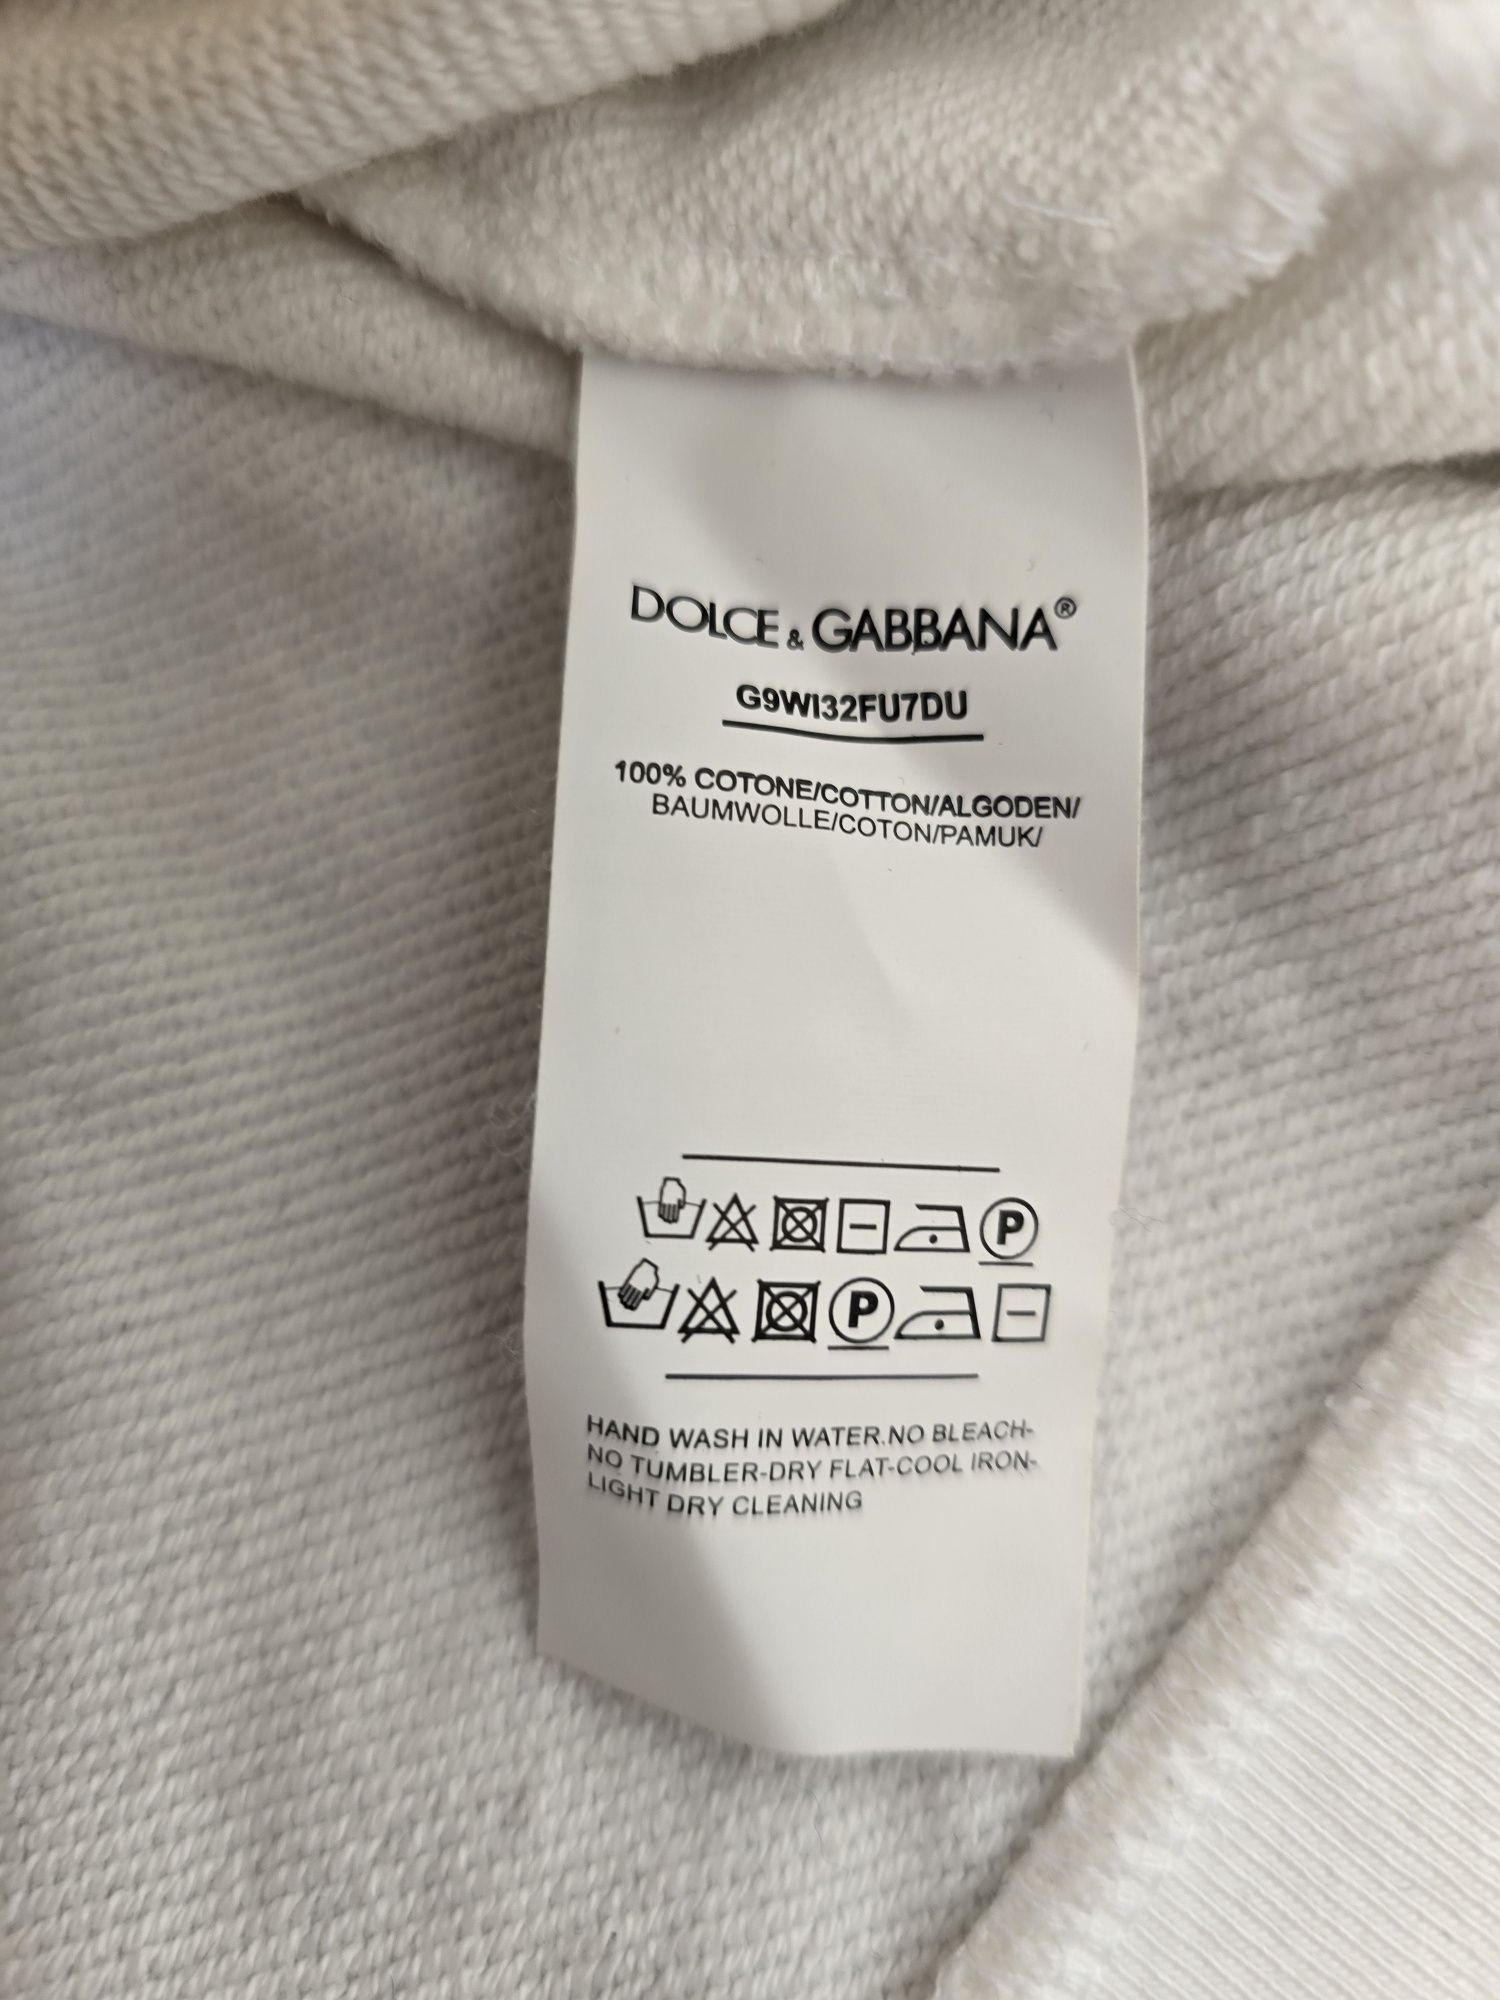 DOLCE & GABBANA®
G9WI32FU7DU
100% COTONE/COTTON/ALGODEN/
BAUMWOLLE/COTON/PAMUK/
P
P
HAND WASH IN WATER.NO BLEACH-
NO TUMBLER-DRY FLAT-COOL IRON-
LIGHT DRY CLEANING